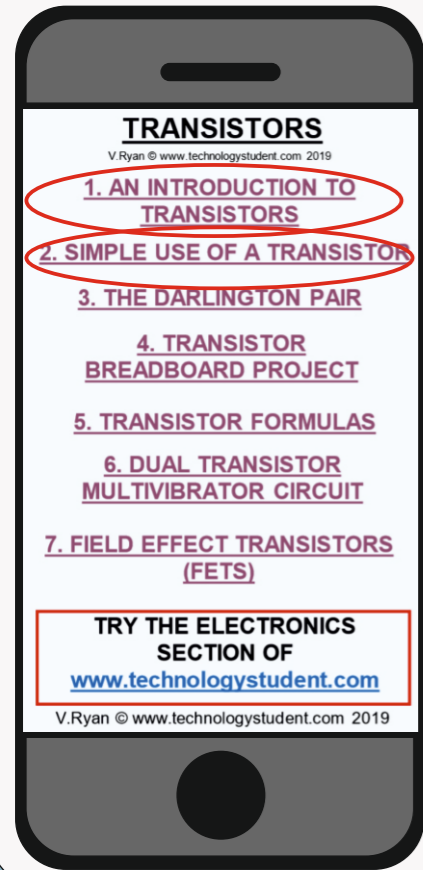 TRANSISTORS
V.Ryan © www.technologystudent.com 2019
1. AN INTRODUCTION TO
TRANSISTORS
2. SIMPLE USE OF A TRANSISTOR
3. THE DARLINGTON PAIR
4. TRANSISTOR
BREADBOARD PROJECT
5. TRANSISTOR FORMULAS
6. DUAL TRANSISTOR
MULTIVIBRATOR CIRCUIT
7. FIELD EFFECT TRANSISTORS
(FETS)
TRY THE ELECTRONICS
SECTION OF
www.technologystudent.com
V.Ryan © www.technologystudent.com 2019